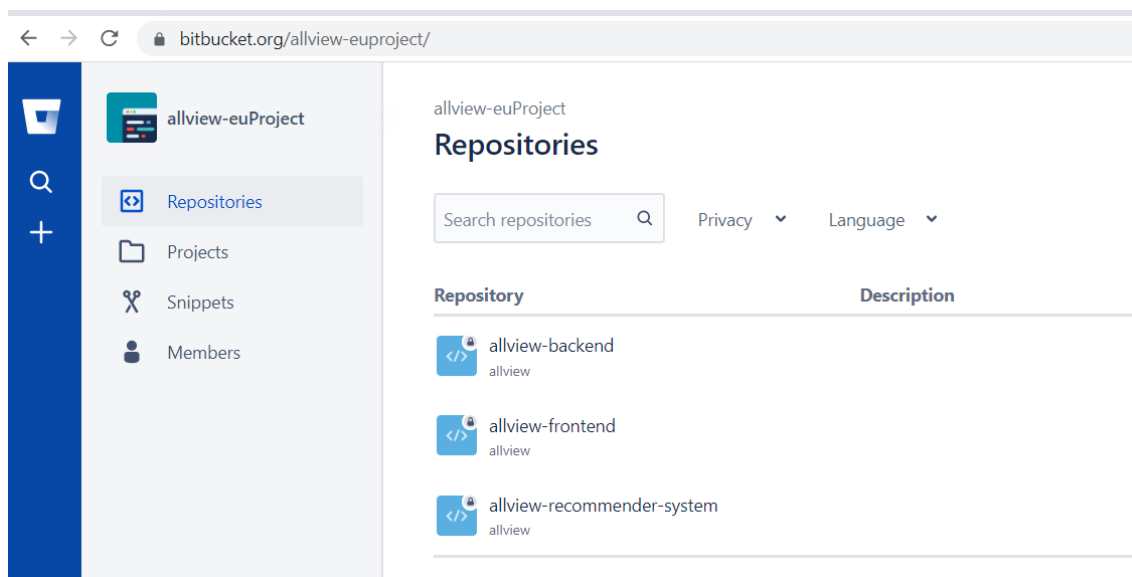 bitbucket.org/allview-euproject/
allview-euProject
Repositories
Projects
Snippets
Members
allview-euProject
Repositories
Search repositories
Privacy
Language
Repository Description
allview-backend
allview
allview-frontend
allview
allview-recommender-system
allview